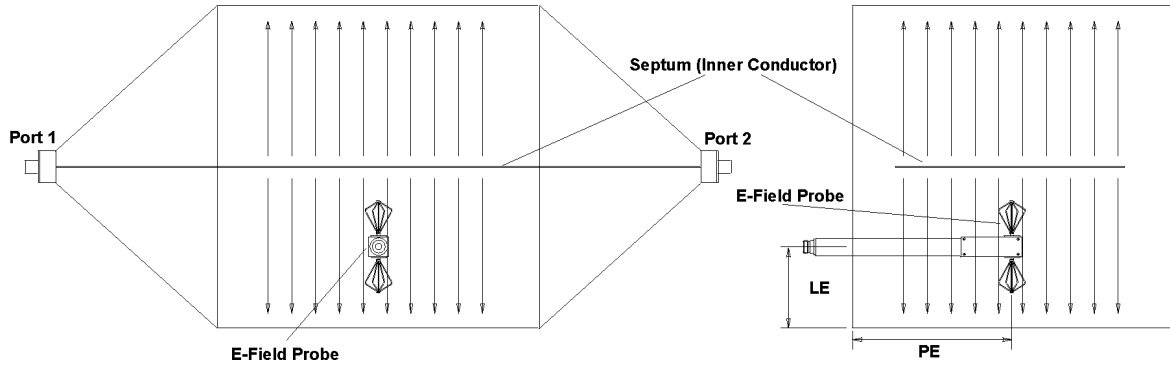 Septum (Inner Conductor)
Port 1
Port 2
E-Field Probe
LE
E-Field Probe
PE